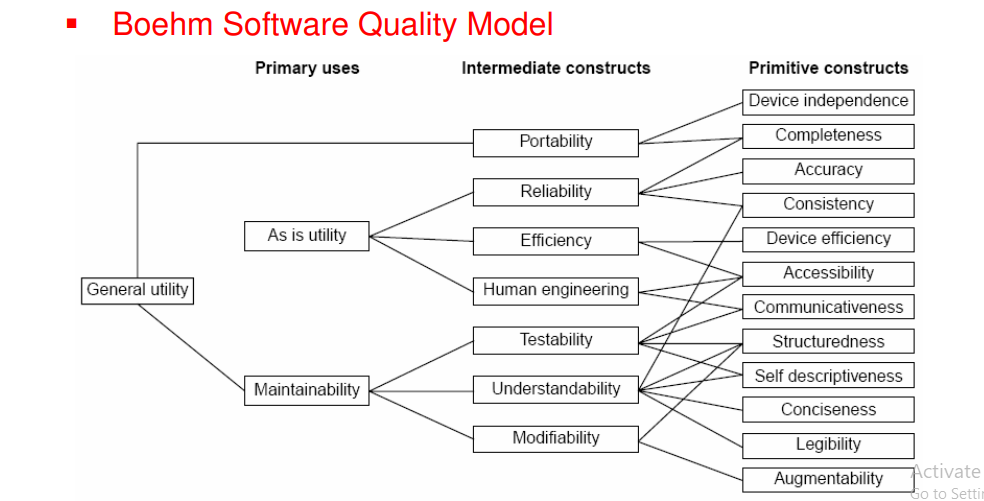 ▪ Boehm Software Quality Model
Primary uses
Intermediate constructs
Primitive constructs
Device independence
Portability
Completeness
Accuracy
Reliability
Consistency
As is utility
Efficiency
Device efficiency
Accessibility
General utility
Human engineering
Communicativeness
Testability
Structuredness
Self descriptiveness
Maintainability
Understandability
Conciseness
Modifiability
Legibility
Augmentability
Activate
Go to Settin